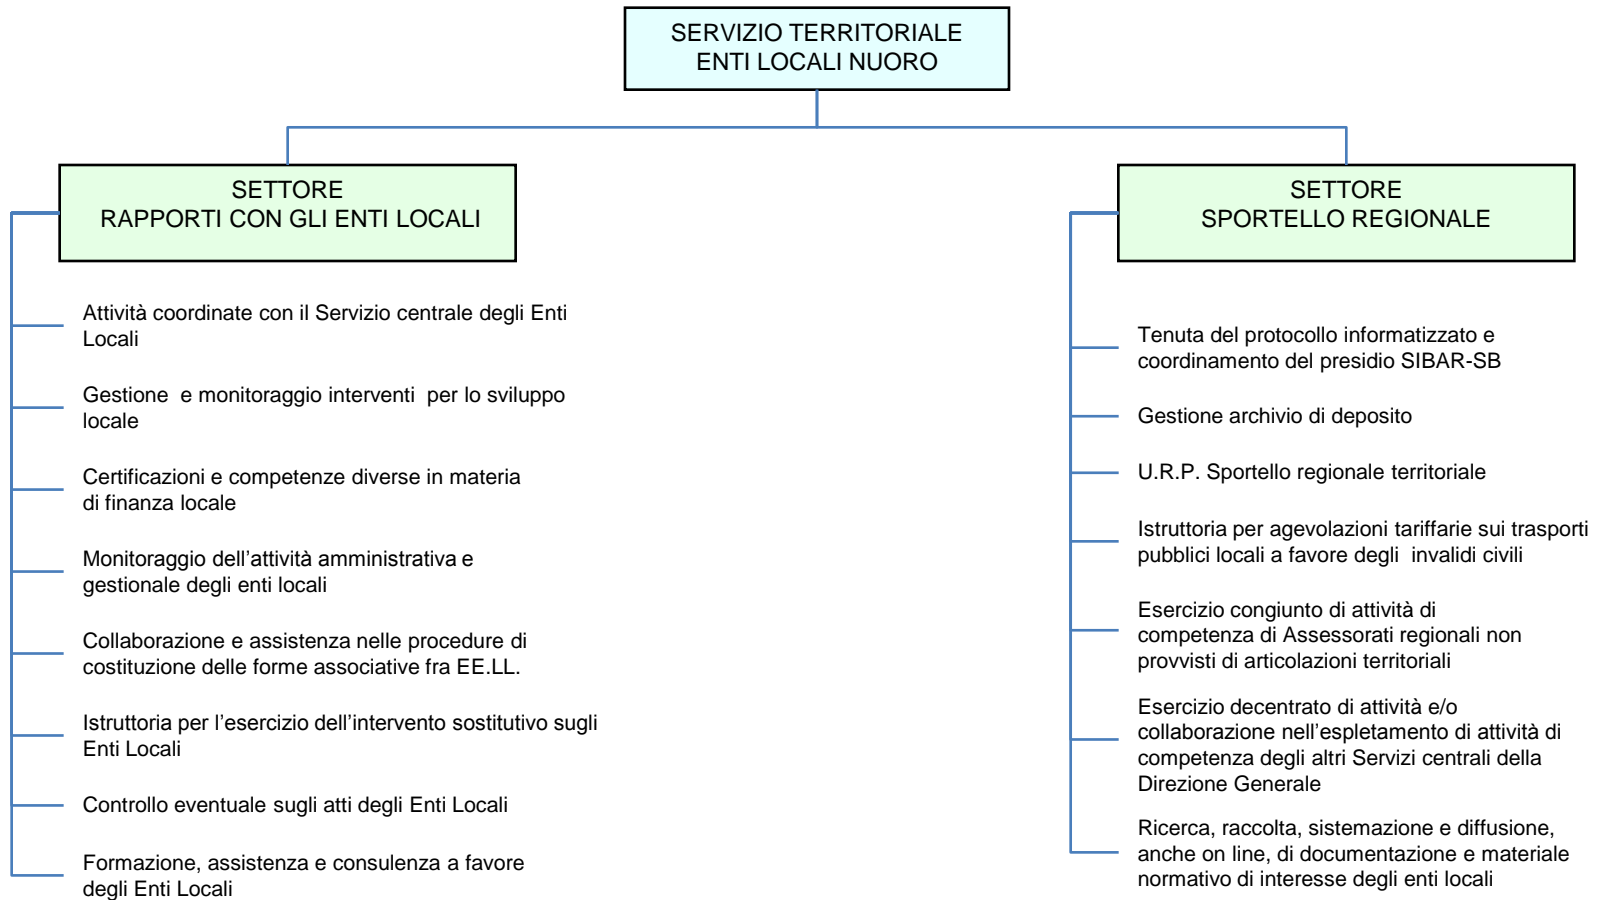 SERVIZIO TERRITORIALE
ENTI LOCALI NUORO
SETTORE
RAPPORTI CON GLI ENTI LOCALI
Attività coordinate con il Servizio centrale degli Enti
Locali
Gestione e monitoraggio interventi per lo sviluppo
locale
Certificazioni e competenze diverse in materia
di finanza locale
Monitoraggio dell'attività amministrativa e
gestionale degli enti locali
Collaborazione e assistenza nelle procedure di
costituzione delle forme associative fra EE.LL.
Istruttoria per l'esercizio dell'intervento sostitutivo sugli
Enti Locali
Controllo eventuale sugli atti degli Enti Locali
Formazione, assistenza e consulenza a favore
degli Enti Locali
SETTORE
SPORTELLO REGIONALE
Tenuta del protocollo informatizzato e
coordinamento del presidio SIBAR-SB
Gestione archivio di deposito
U.R.P. Sportello regionale territoriale
Istruttoria per agevolazioni tariffarie sui trasporti
pubblici locali a favore degli invalidi civili
Esercizio congiunto di attività di
competenza di Assessorati regionali non
provvisti di articolazioni territoriali
Esercizio decentrato di attività e/o
collaborazione nell'espletamento di attività di
competenza degli altri Servizi centrali della
Direzione Generale
Ricerca, raccolta, sistemazione e diffusione,
anche on line, di documentazione e materiale
normativo di interesse degli enti locali